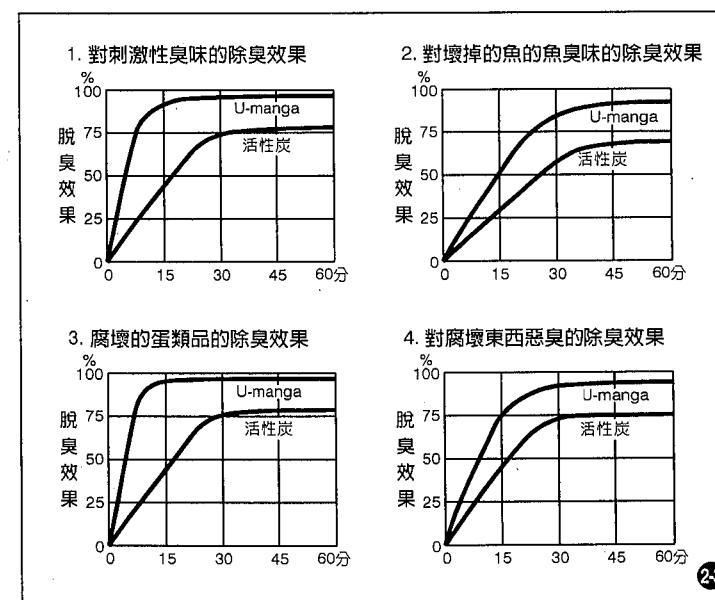 1. 對刺激性臭味的除臭效果
%
100
75
50
25
0
脫臭效果
U-manga
活性炭
0 15 30 45 60分
2. 對壞掉的魚的魚臭味的除臭效果
%
100
75
50
25
0
脫臭效果
U-manga
活性炭
0 15 30 45 60分
3. 腐壞的蛋類品的除臭效果
%
100
75
50
25
0
脫臭效果
U-manga
活性炭
0 15 30 45 60分
4. 對腐壞東西惡臭的除臭效果
%
100
75
50
25
0
脫臭效果
U-manga
活性炭
0 15 30 45 60分